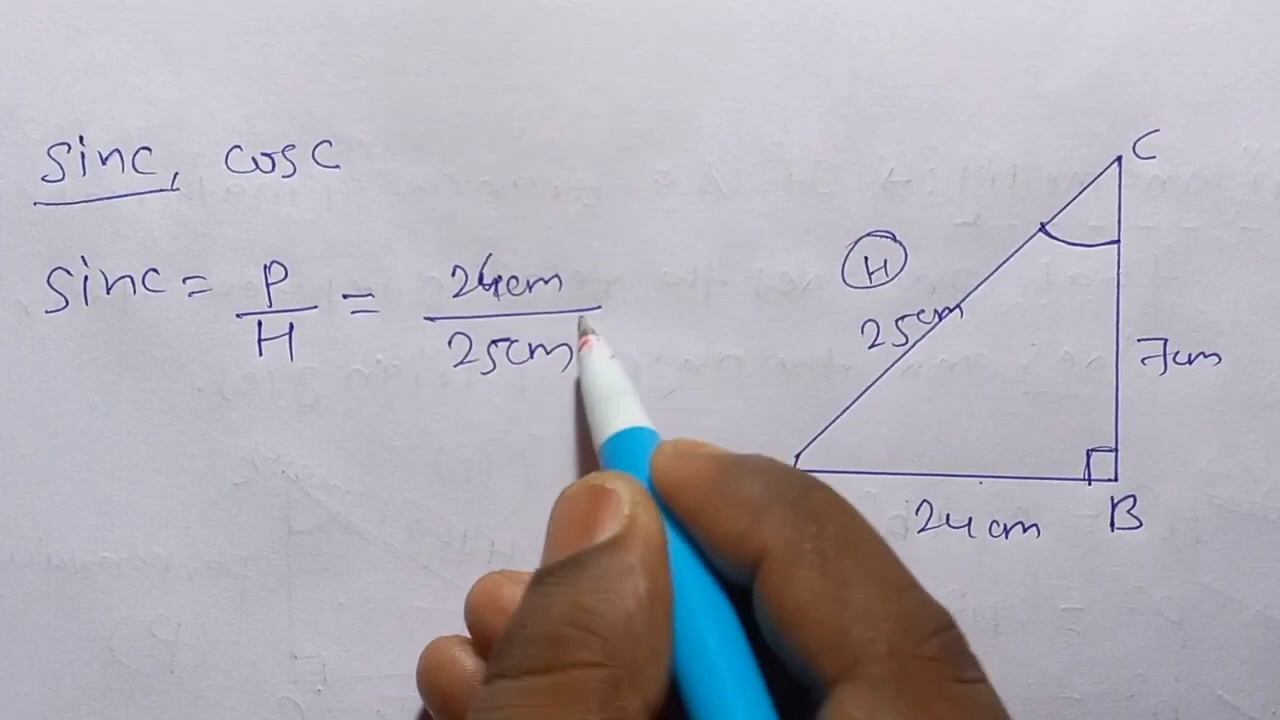 sinc, cosc
sinc = P/H = 24cm/25cm
C
H
25cm
7cm
24cm
B